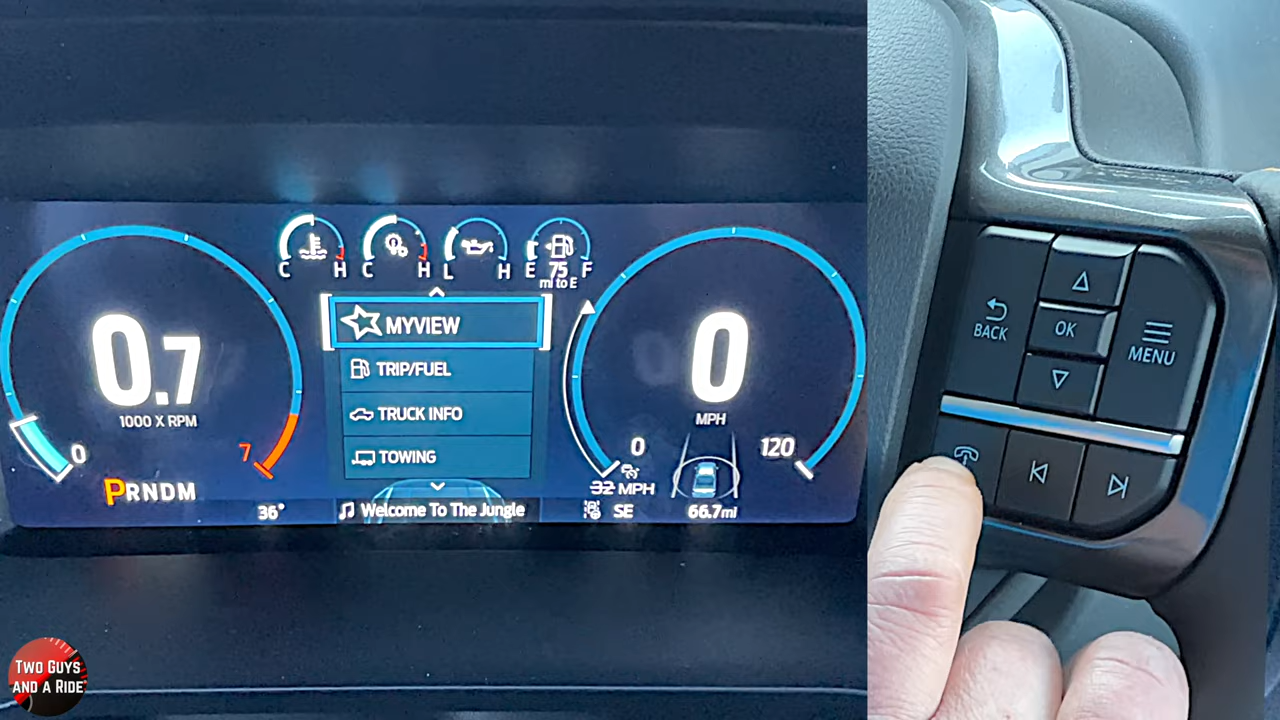 C H
C H
L H
E F
75
mi to E
MYVIEW
TRIP/FUEL
TRUCK INFO
TOWING
0.7
1000 X RPM
0
7
PRNDM
36°
Welcome To The Jungle
0
MPH
0
120
32 MPH
SE
66.7mi
BACK
OK
MENU
TWO GUYS
AND A RIDE